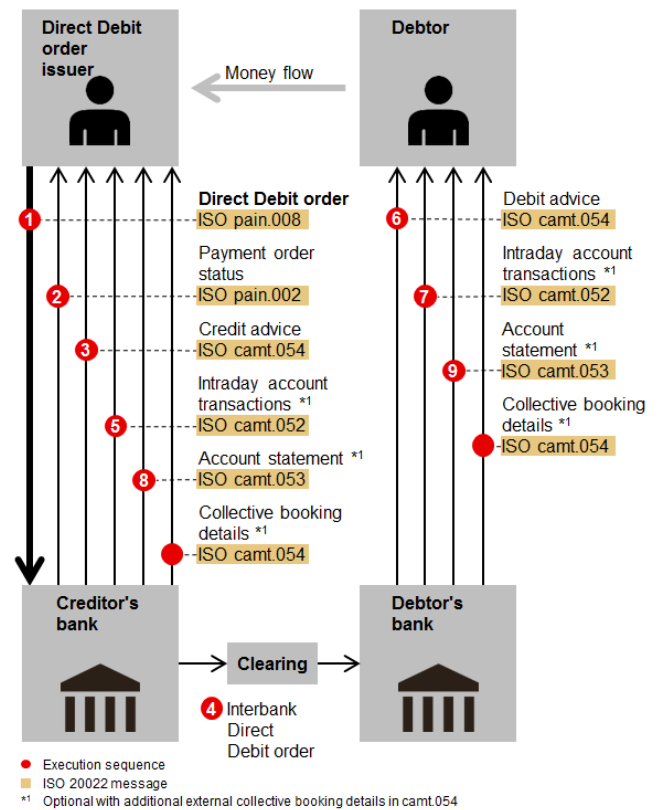 Direct Debit
order
issuer
Debtor
Money flow
1
Direct Debit order
ISO pain.008
2
Payment order
status
ISO pain.002
3
Credit advice
ISO camt.054
5
Intraday account
transactions *1
ISO camt.052
8
Account statement *1
ISO camt.053
Collective booking
details *1
ISO camt.054
6
Debit advice
ISO camt.054
7
Intraday account
transactions *1
ISO camt.052
9
Account
statement *1
ISO camt.053
Collective booking
details *1
ISO camt.054
Creditor's
bank
Clearing
4 Interbank
Direct
Debit order
Debtor's
bank
Execution sequence
ISO 20022 message
*1 Optional with additional external collective booking details in camt.054